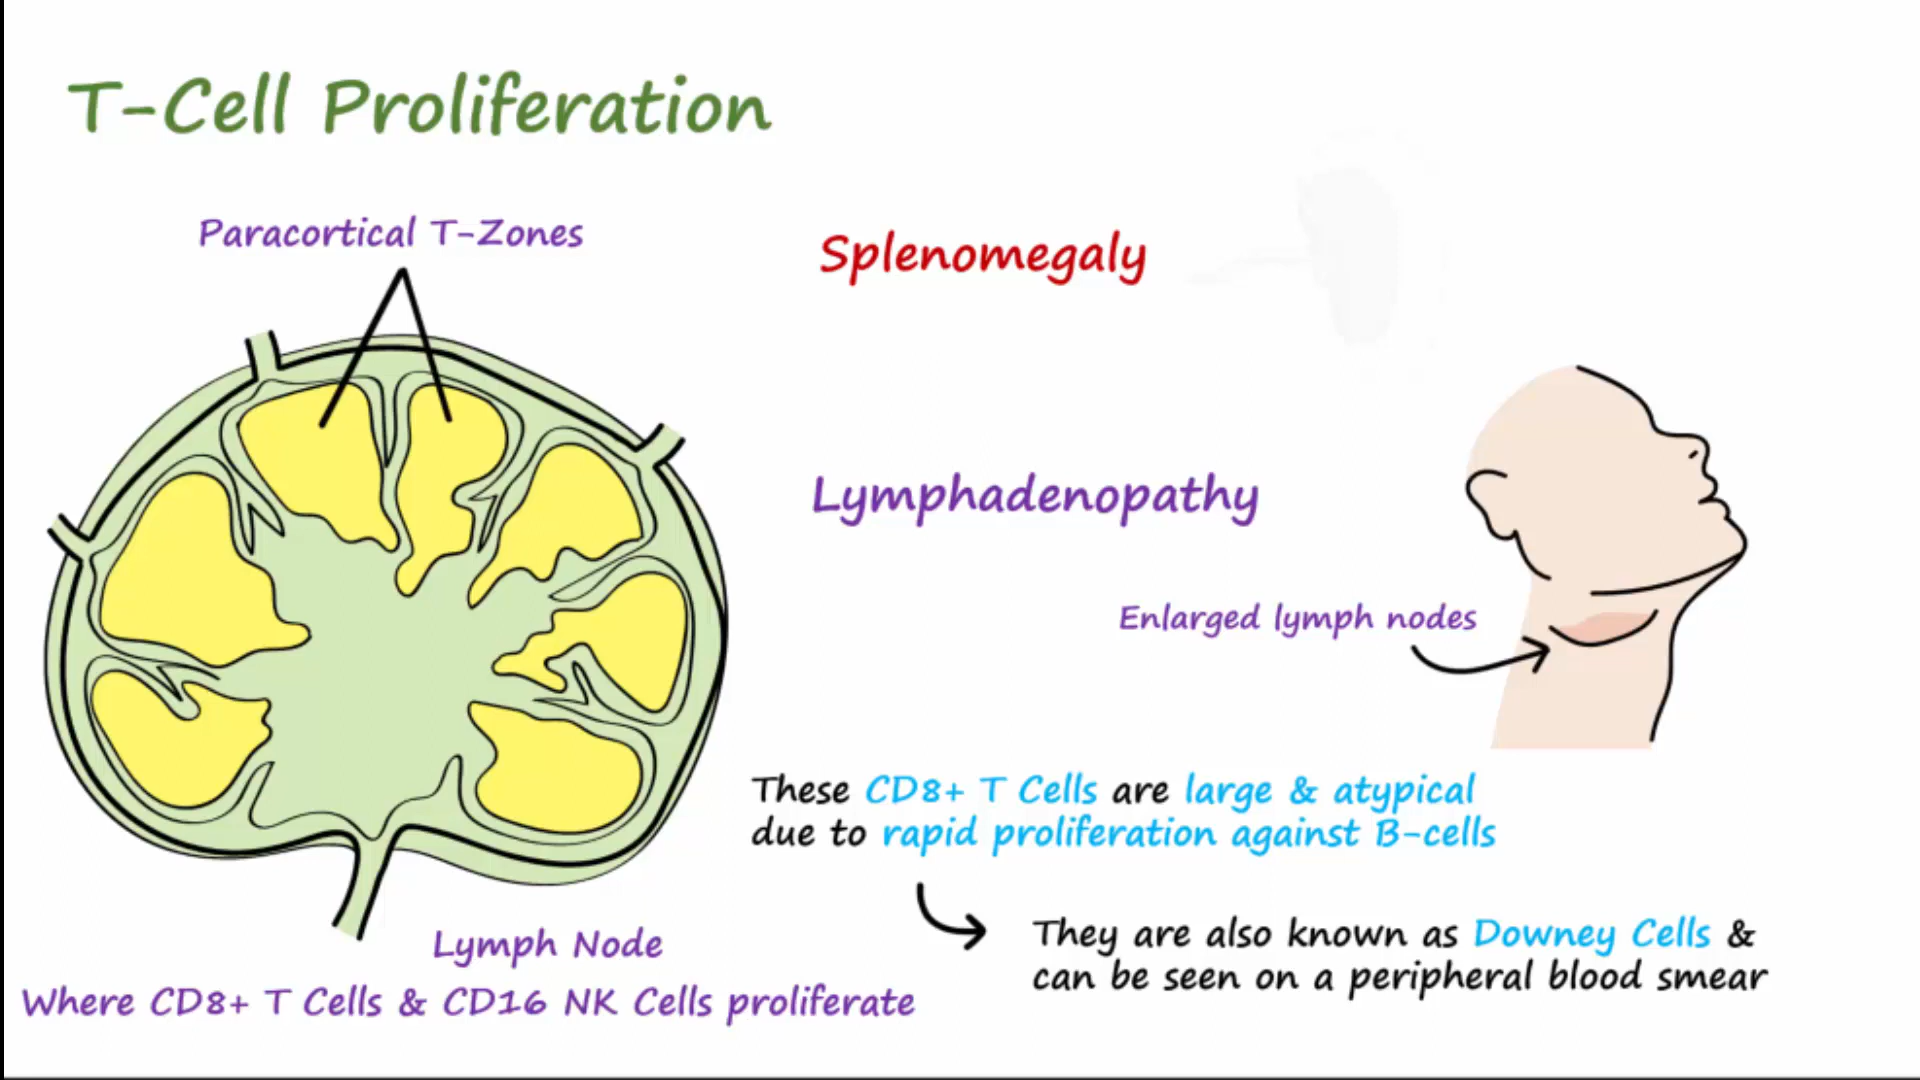 T-Cell Proliferation
Paracortical T-Zones
Splenomegaly
Lymphadenopathy
Enlarged lymph nodes
These CD8+ T Cells are large & atypical
due to rapid proliferation against B-cells
They are also known as Downey Cells &
can be seen on a peripheral blood smear
Lymph Node
Where CD8+ T Cells & CD16 NK Cells proliferate